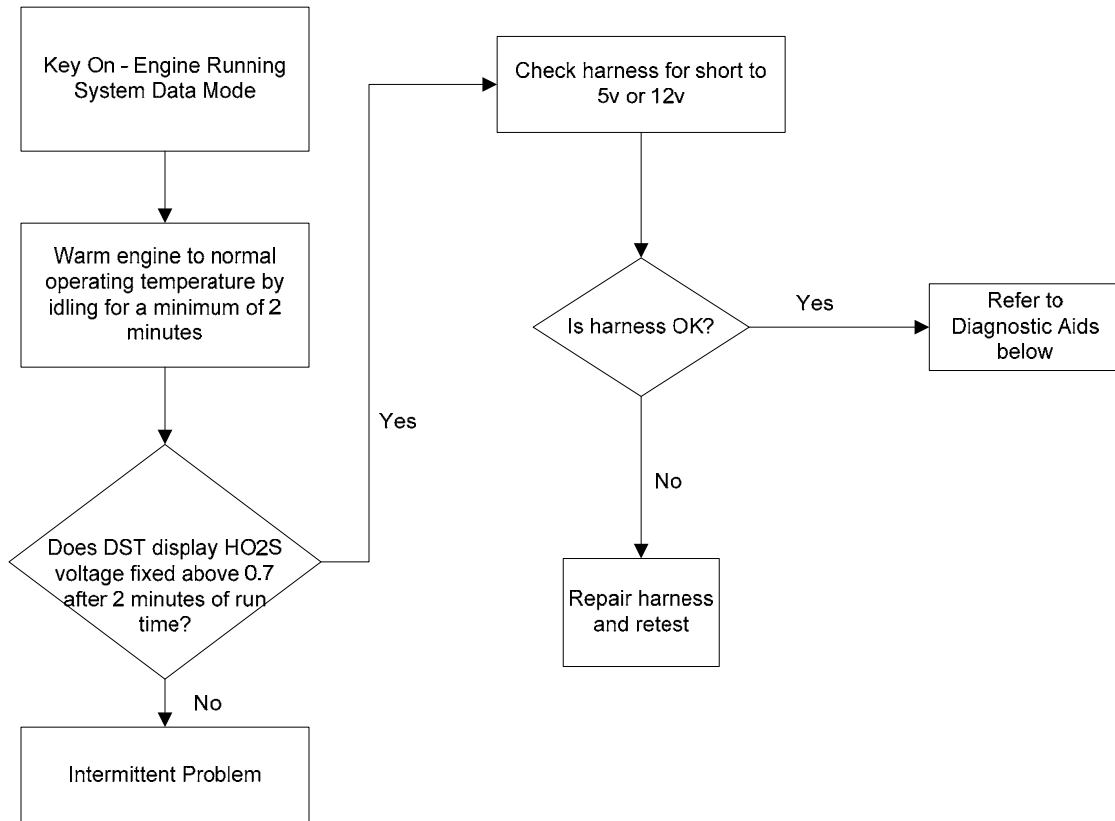 Key On - Engine Running
System Data Mode
Warm engine to normal
operating temperature by
idling for a minimum of 2
minutes
Does DST display HO2S
voltage fixed above 0.7
after 2 minutes of run
time?
No
Intermittent Problem
Yes
Check harness for short to
5v or 12v
Is harness OK?
Yes
Refer to
Diagnostic Aids
below
No
Repair harness
and retest